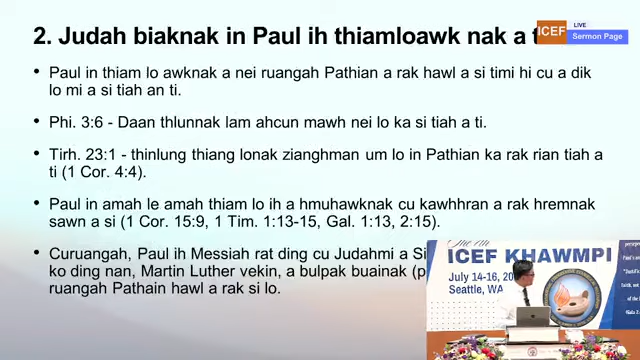 2. Judah biaknak in Paul ih thiamloawk nak a
ICEF
LIVE
Sermon Page
• Paul in thiam lo awknak a nei ruangah Pathian a rak hawl a si timi hi cu a dik
lo mi a si tiah an ti.
• Phi. 3:6 - Daan thlunnak lam ahcun mawh nei lo ka si tiah a ti.
• Tirh. 23:1 - thinlung thiang lonak zianghman um lo in Pathian ka rak rian tiah a
ti (1 Cor. 4:4).
• Paul in amah le amah thiam lo ih a hmuhawknak cu kawhhran a rak hremnak
sawn a si (1 Cor. 15:9, 1 Tim. 1:13-15, Gal. 1:13, 2:15).
• Curuangah, Paul ih Messiah rat ding cu Judahmi a
ko ding nan, Martin Luther vekin, a bulpak buainak
ruangah Pathain hawl a rak si lo.
ICEF KHAWMPI
July 14-16,
Seattle, WA